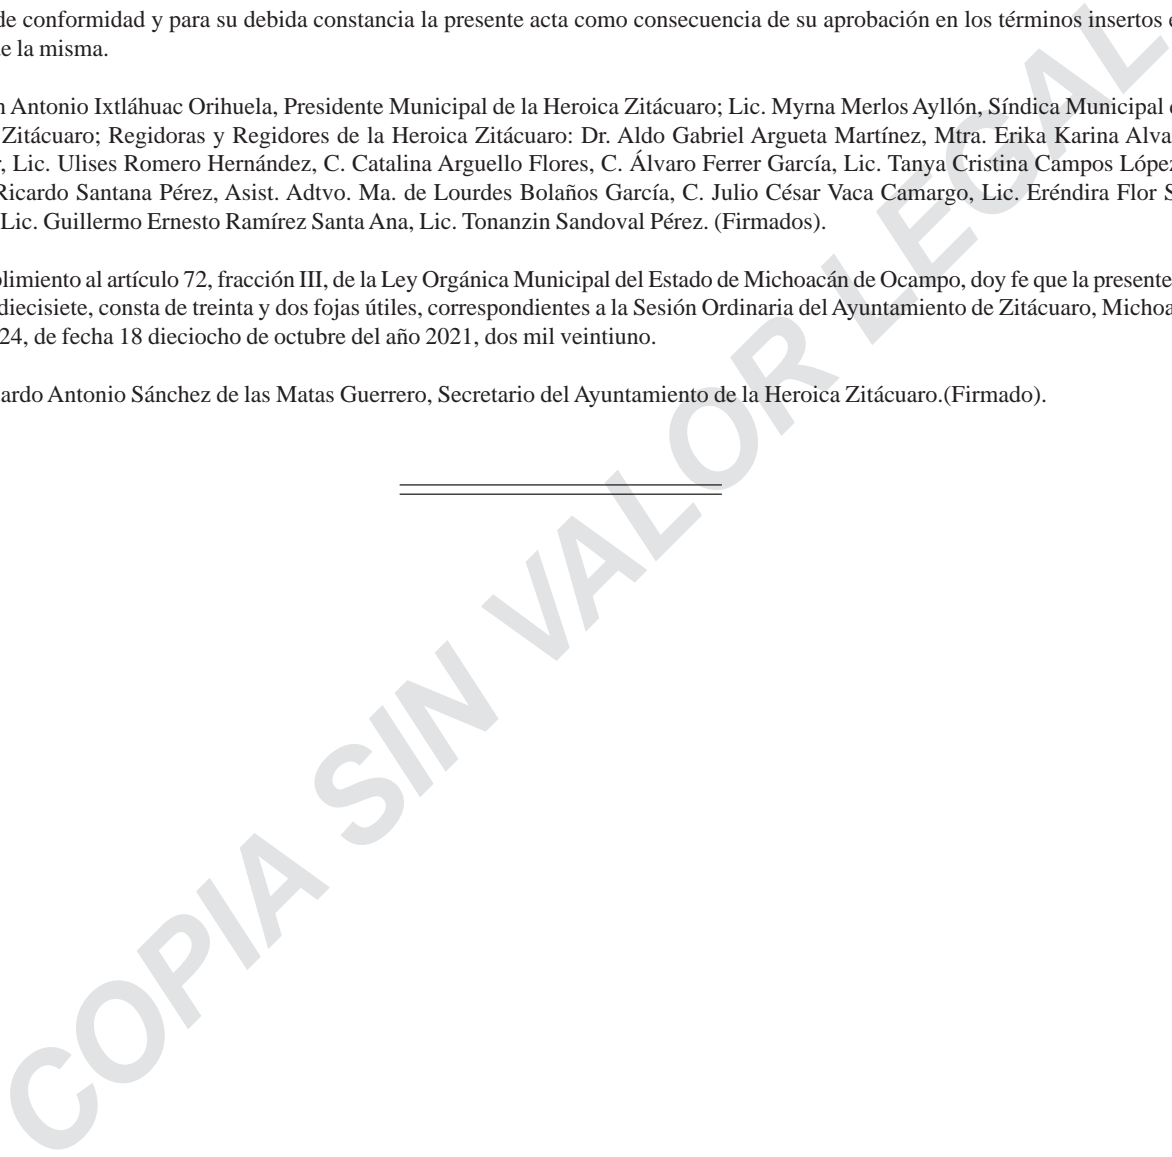 de conformidad y para su debida constancia la presente acta como consecuencia de su aprobación en los términos insertos
de la misma.
Antonio Ixtláhuac Orihuela, Presidente Municipal de la Heroica Zitácuaro; Lic. Myrna Merlos Ayllón, Síndica Municipal
Zitácuaro; Regidoras y Regidores de la Heroica Zitácuaro: Dr. Aldo Gabriel Argueta Martínez, Mtra. Erika Karina
Lic. Ulises Romero Hernández, C. Catalina Arguello Flores, C. Álvaro Ferrer García, Lic. Tanya Cristina Campos López
Ricardo Santana Pérez, Asist. Adtvo. Ma. de Lourdes Bolaños García, C. Julio César Vaca Camargo, Lic. Eréndira Flor
Lic. Guillermo Ernesto Ramírez Santa Ana, Lic. Tonanzin Sandoval Pérez. (Firmados).
plimiento al artículo 72, fracción III, de la Ley Orgánica Municipal del Estado de Michoacán de Ocampo, doy fe que la presente
diecisiete, consta de treinta y dos fojas útiles, correspondientes a la Sesión Ordinaria del Ayuntamiento de Zitácuaro, Michoa
24, de fecha 18 dieciocho de octubre del año 2021, dos mil veintiuno.
ardo Antonio Sánchez de las Matas Guerrero, Secretario del Ayuntamiento de la Heroica Zitácuaro.(Firmado).
COPIA SIN VALOR LEGAL